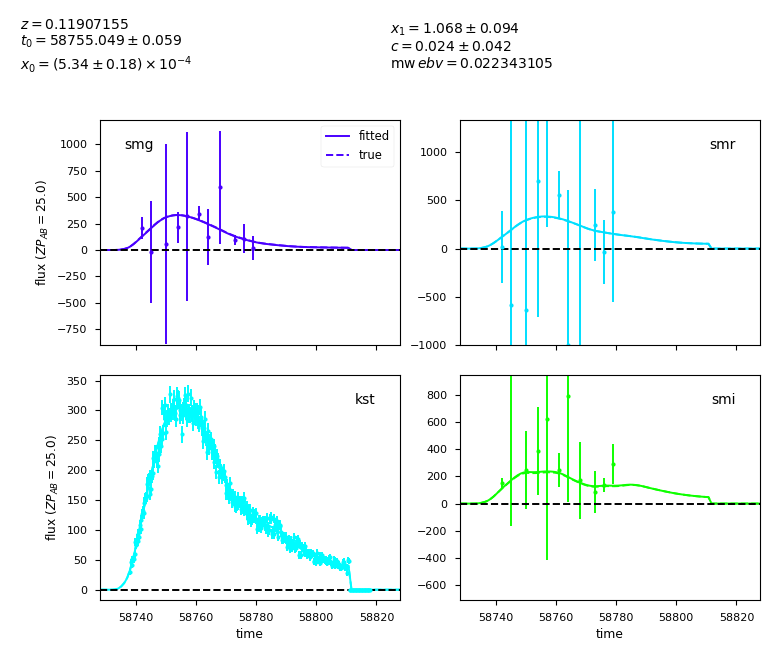 z = 0.11907155
t₀ = 58755.049 ± 0.059
x₀ = (5.34 ± 0.18) × 10⁻⁴
x₁ = 1.068 ± 0.094
c = 0.024 ± 0.042
mw ebv = 0.022343105
smg
fitted
true
1000
750
500
250
0
−250
−500
−750
flux (ZP_AB = 25.0)
smr
1000
500
0
−500
−1000
kst
350
300
250
200
150
100
50
0
flux (ZP_AB = 25.0)
58740 58760 58780 58800 58820
time
smi
800
600
400
200
0
−200
−400
−600
58740 58760 58780 58800 58820
time